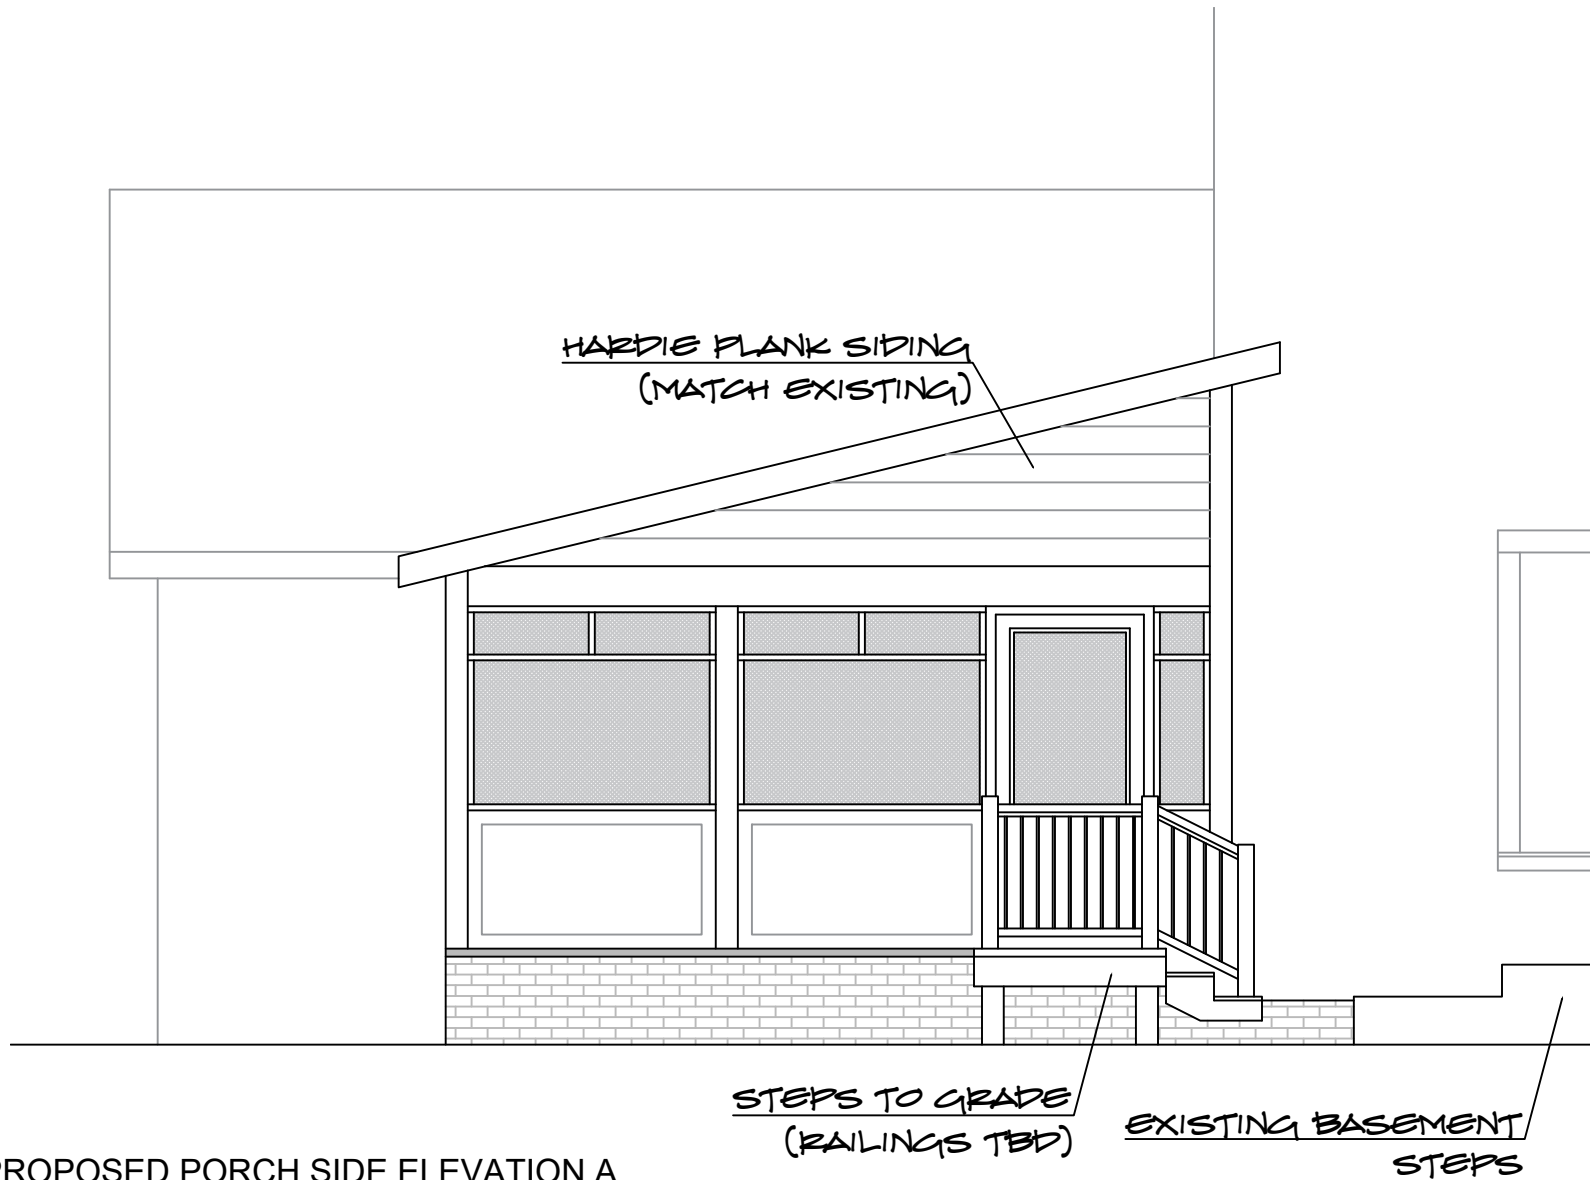 HARDIE PLANK SIDING
(MATCH EXISTING)
STEPS TO GRADE
(RAILINGS TBD)
EXISTING BASEMENT
STEPS
PROPOSED PORCH SIDE ELEVATION A